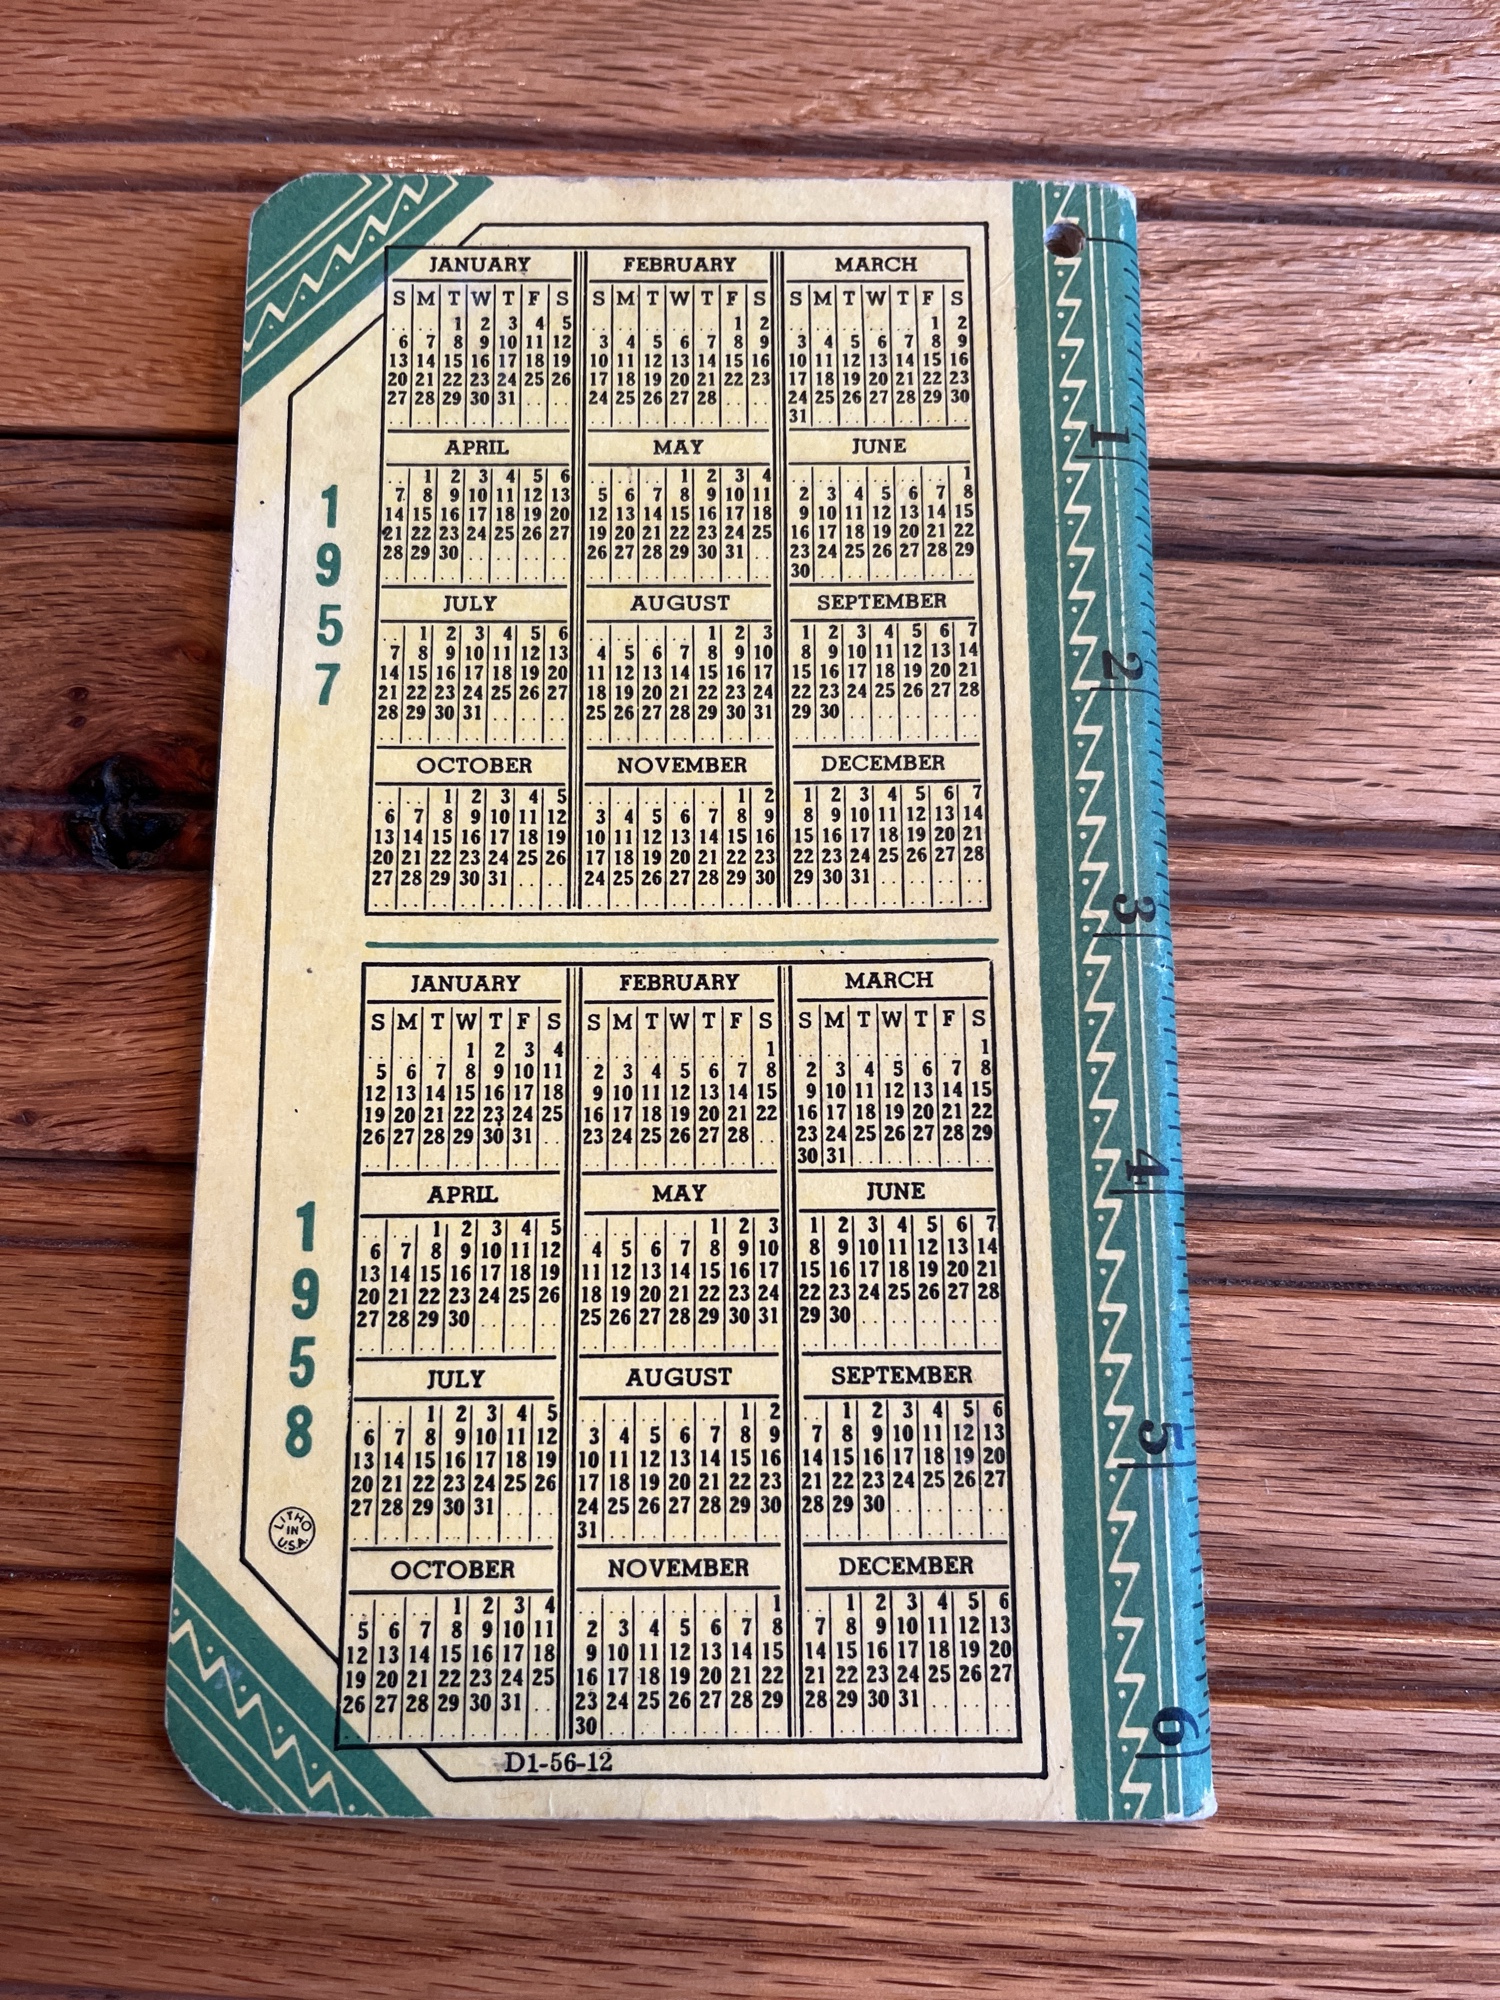 1957
JANUARY FEBRUARY MARCH
S M T W T F S S M T W T F S S M T W T F S
1 2 3 4 5 1 2 1 2
6 7 8 9 10 11 12 3 4 5 6 7 8 9 3 4 5 6 7 8 9
13 14 15 16 17 18 19 10 11 12 13 14 15 16 10 11 12 13 14 15 16
20 21 22 23 24 25 26 17 18 19 20 21 22 23 17 18 19 20 21 22 23
27 28 29 30 31 24 25 26 27 28 24 25 26 27 28 29 30
31
APRIL MAY JUNE
1 2 3 4 5 6 1 2 3 4 1
7 8 9 10 11 12 13 5 6 7 8 9 10 11 2 3 4 5 6 7 8
14 15 16 17 18 19 20 12 13 14 15 16 17 18 9 10 11 12 13 14 15
21 22 23 24 25 26 27 19 20 21 22 23 24 25 16 17 18 19 20 21 22
28 29 30 26 27 28 29 30 31 23 24 25 26 27 28 29
30
JULY AUGUST SEPTEMBER
1 2 3 4 5 6 1 2 3 1 2 3 4 5 6 7
7 8 9 10 11 12 13 4 5 6 7 8 9 10 8 9 10 11 12 13 14
14 15 16 17 18 19 20 11 12 13 14 15 16 17 15 16 17 18 19 20 21
21 22 23 24 25 26 27 18 19 20 21 22 23 24 22 23 24 25 26 27 28
28 29 30 31 25 26 27 28 29 30 31 29 30
OCTOBER NOVEMBER DECEMBER
1 2 3 4 5 1 2 1 2 3 4 5 6 7
6 7 8 9 10 11 12 3 4 5 6 7 8 9 8 9 10 11 12 13 14
13 14 15 16 17 18 19 10 11 12 13 14 15 16 15 16 17 18 19 20 21
20 21 22 23 24 25 26 17 18 19 20 21 22 23 22 23 24 25 26 27 28
27 28 29 30 31 24 25 26 27 28 29 30 29 30 31
1958
JANUARY FEBRUARY MARCH
S M T W T F S S M T W T F S S M T W T F S
1 2 3 4 1 1
5 6 7 8 9 10 11 2 3 4 5 6 7 8 2 3 4 5 6 7 8
12 13 14 15 16 17 18 9 10 11 12 13 14 15 9 10 11 12 13 14 15
19 20 21 22 23 24 25 16 17 18 19 20 21 22 16 17 18 19 20 21 22
26 27 28 29 30 31 23 24 25 26 27 28 23 24 25 26 27 28 29
30 31
APRIL MAY JUNE
1 2 3 4 5 1 2 3 1 2 3 4 5 6 7
6 7 8 9 10 11 12 4 5 6 7 8 9 10 8 9 10 11 12 13 14
13 14 15 16 17 18 19 11 12 13 14 15 16 17 15 16 17 18 19 20 21
20 21 22 23 24 25 26 18 19 20 21 22 23 24 22 23 24 25 26 27 28
27 28 29 30 25 26 27 28 29 30 31 29 30
JULY AUGUST SEPTEMBER
1 2 3 4 5 1 2 1 2 3 4 5 6
6 7 8 9 10 11 12 3 4 5 6 7 8 9 7 8 9 10 11 12 13
13 14 15 16 17 18 19 10 11 12 13 14 15 16 14 15 16 17 18 19 20
20 21 22 23 24 25 26 17 18 19 20 21 22 23 21 22 23 24 25 26 27
27 28 29 30 31 24 25 26 27 28 29 30 28 29 30
31
OCTOBER NOVEMBER DECEMBER
1 2 3 4 1 1 2 3 4 5 6
5 6 7 8 9 10 11 2 3 4 5 6 7 8 7 8 9 10 11 12 13
12 13 14 15 16 17 18 9 10 11 12 13 14 15 14 15 16 17 18 19 20
19 20 21 22 23 24 25 16 17 18 19 20 21 22 21 22 23 24 25 26 27
26 27 28 29 30 31 23 24 25 26 27 28 29 28 29 30 31
30
LITHO
IN
U.S.A.
D1-56-12
1
2
3
4
5
6